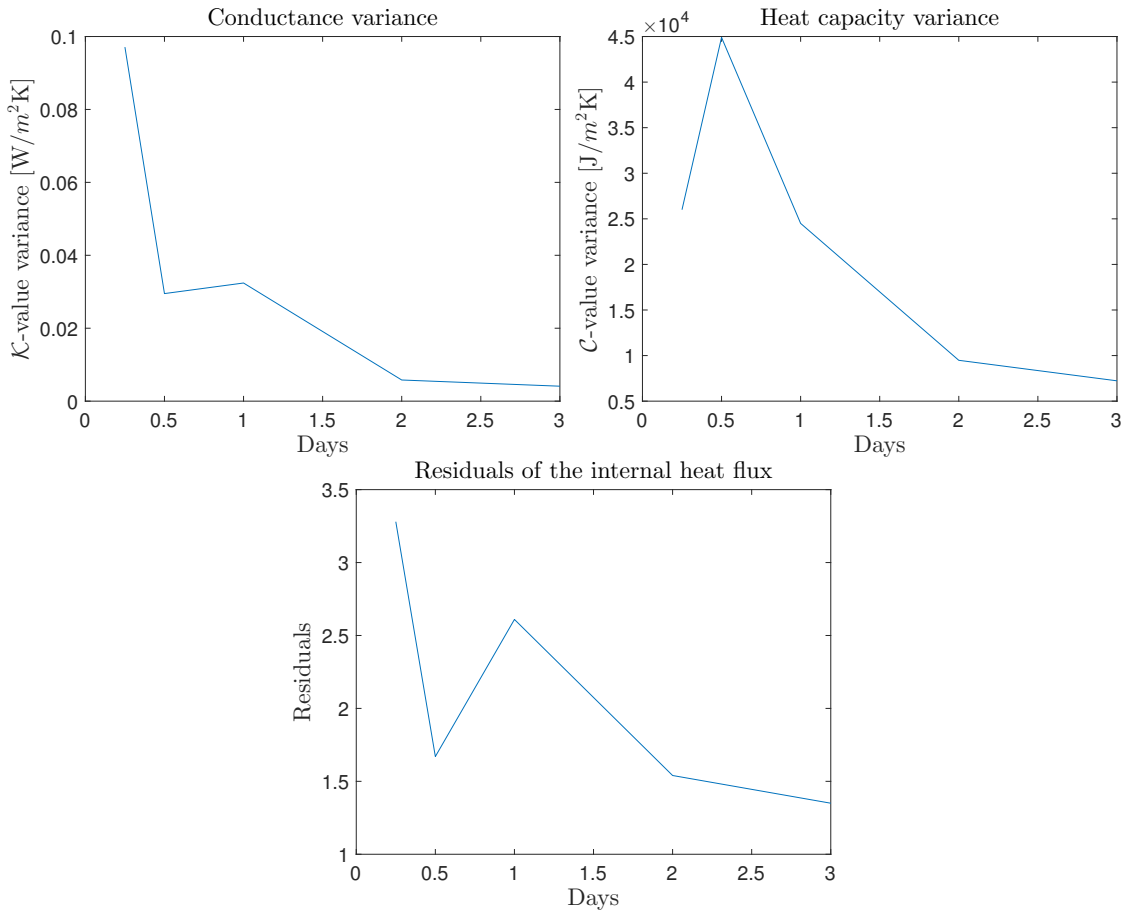 Conductance variance
0.1
0.08
0.06
0.04
0.02
0
0 0.5 1 1.5 2 2.5 3
Days
𝒦-value variance [W/m²K]
Heat capacity variance
×10⁴
4.5
4
3.5
3
2.5
2
1.5
1
0.5
0 0.5 1 1.5 2 2.5 3
Days
𝒞-value variance [J/m²K]
Residuals of the internal heat flux
3.5
3
2.5
2
1.5
1
0 0.5 1 1.5 2 2.5 3
Days
Residuals